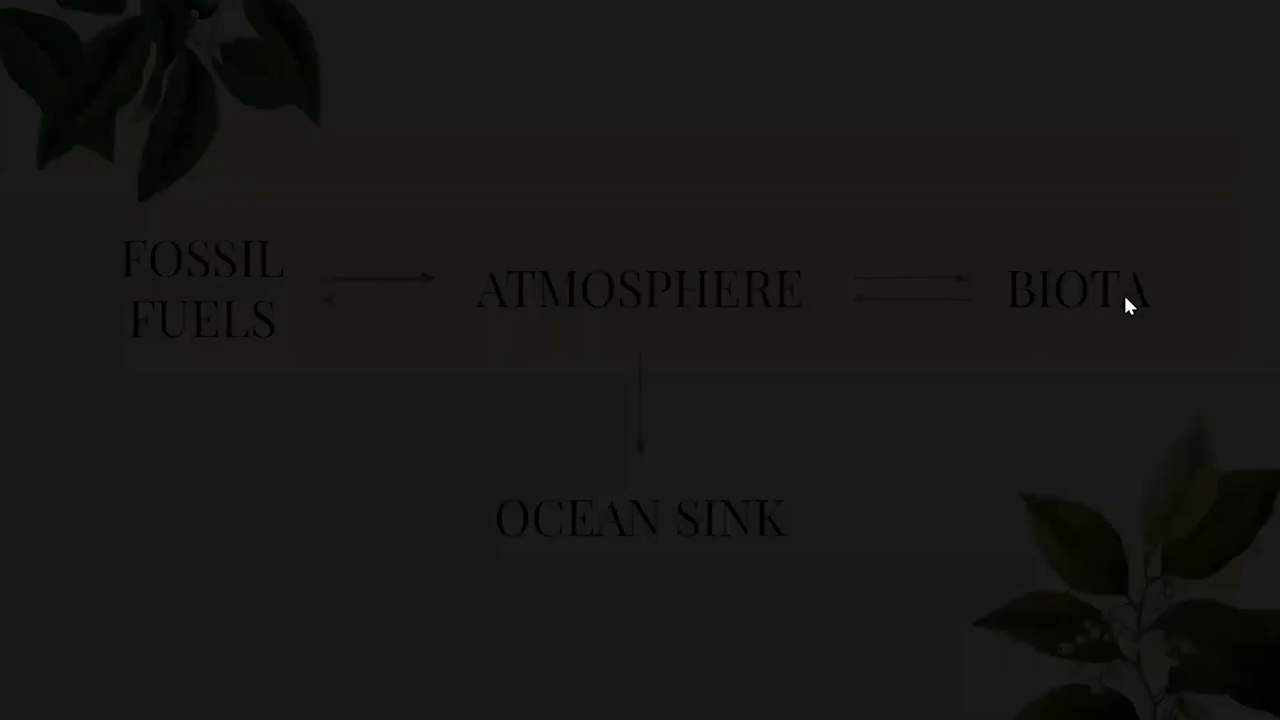 FOSSIL
FUELS
ATMOSPHERE
BIOTA
OCEAN SINK